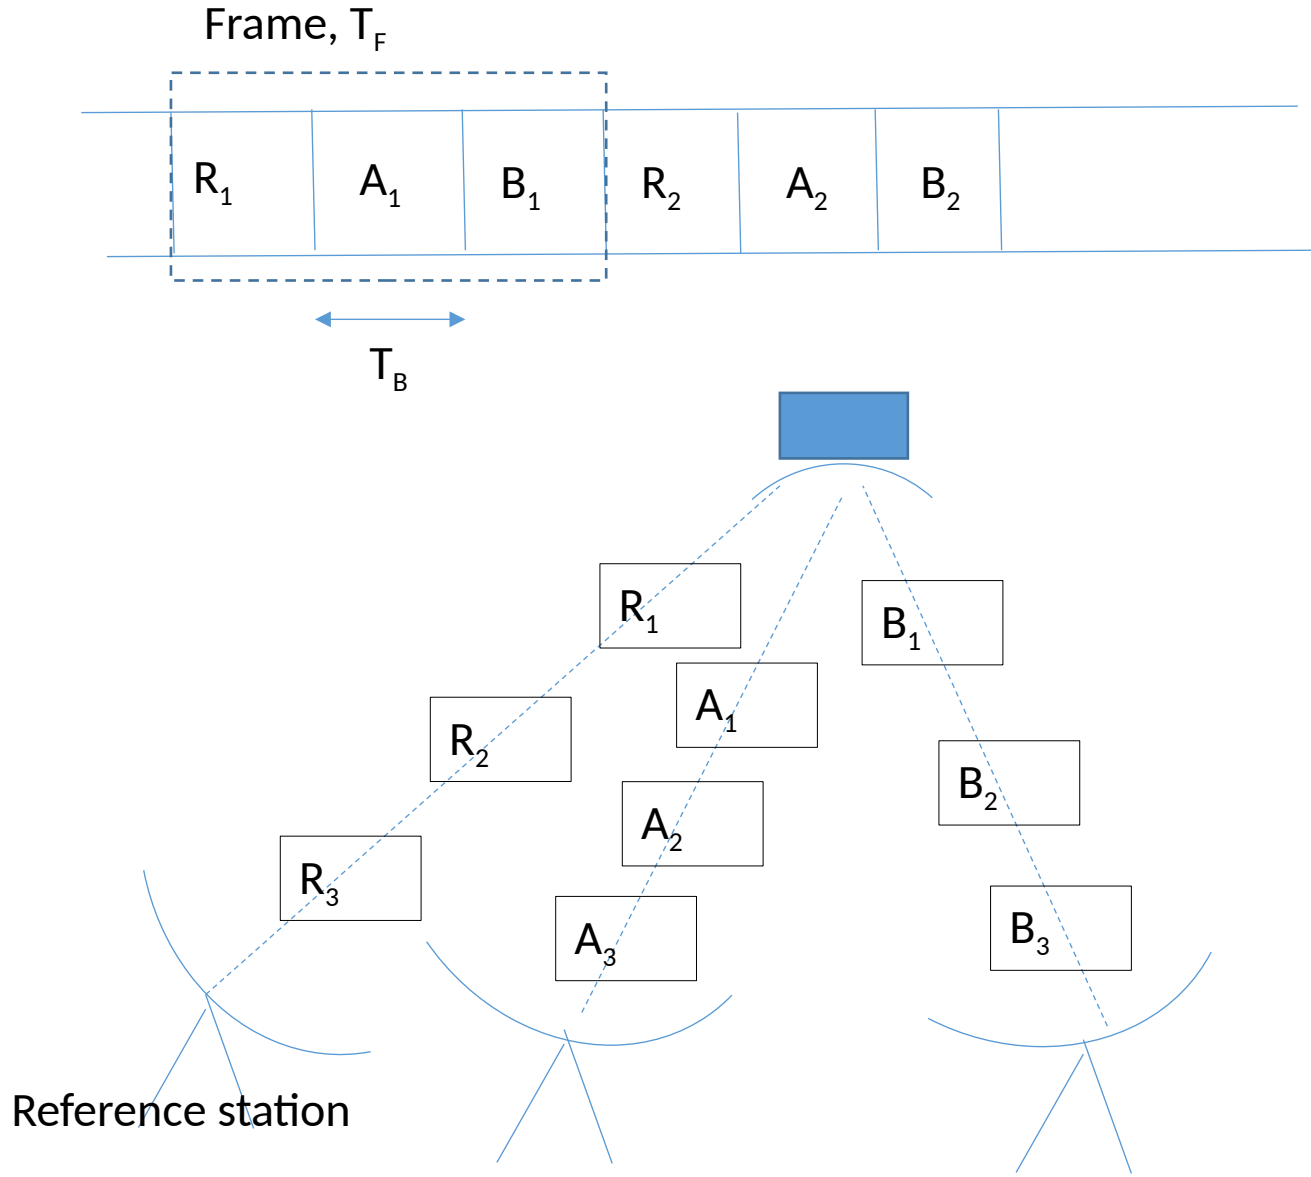 Frame, T_F
R_1 A_1 B_1 R_2 A_2 B_2
T_B
R_1
B_1
A_1
R_2
B_2
A_2
R_3
B_3
A_3
Reference station